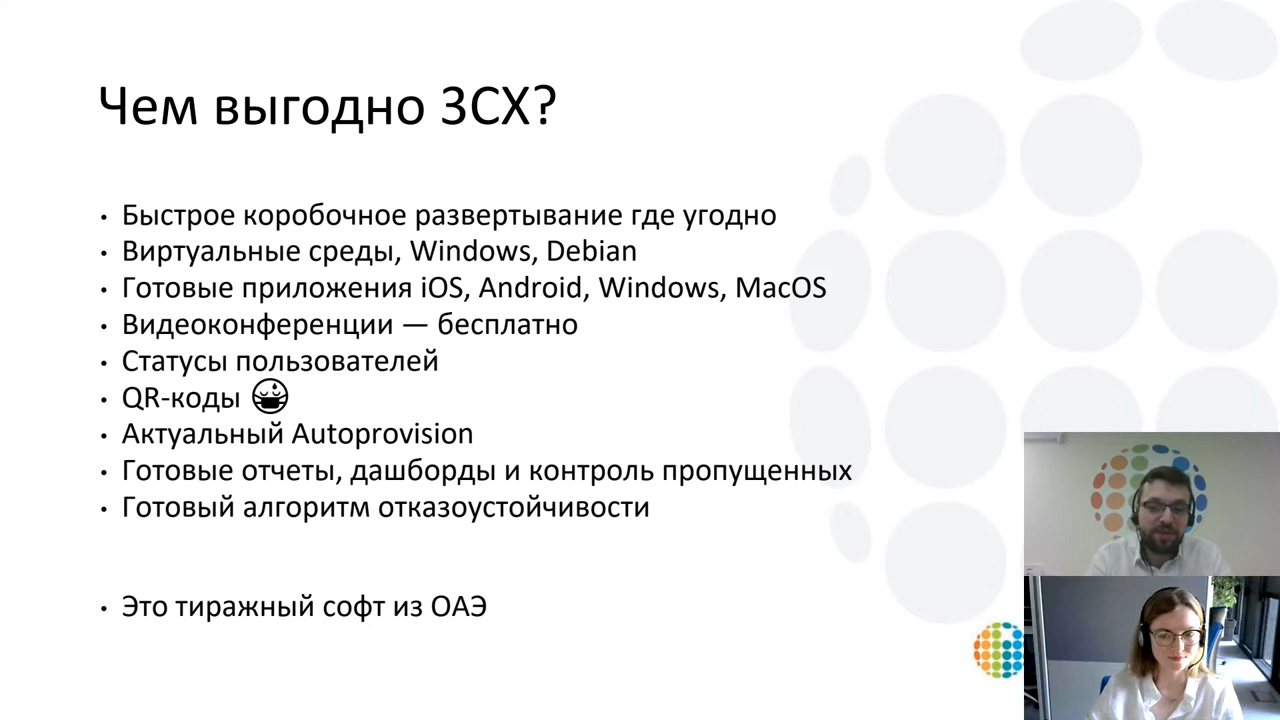 Чем выгодно 3CX?
• Быстрое коробочное развертывание где угодно
• Виртуальные среды, Windows, Debian
• Готовые приложения iOS, Android, Windows, MacOS
• Видеоконференции — бесплатно
• Статусы пользователей
• QR-коды 😷
• Актуальный Autoprovision
• Готовые отчеты, дашборды и контроль пропущенных
• Готовый алгоритм отказоустойчивости
• Это тиражный софт из ОАЭ